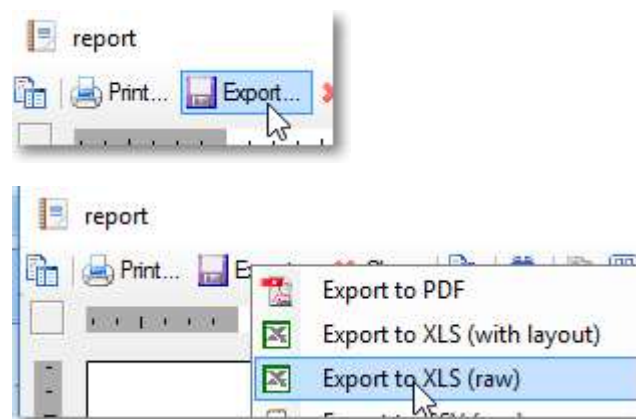 report
Print... Export...
report
Print...
Export to PDF
Export to XLS (with layout)
Export to XLS (raw)